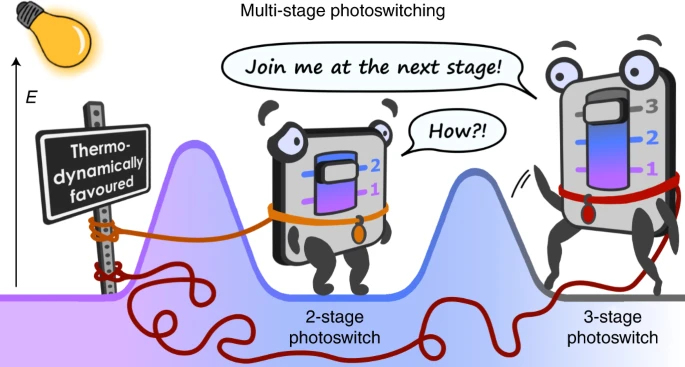 Multi-stage photoswitching
E
Join me at the next stage!
How?!
Thermo-
dynamically
favoured
2
1
3
2
1
2-stage
photoswitch
3-stage
photoswitch